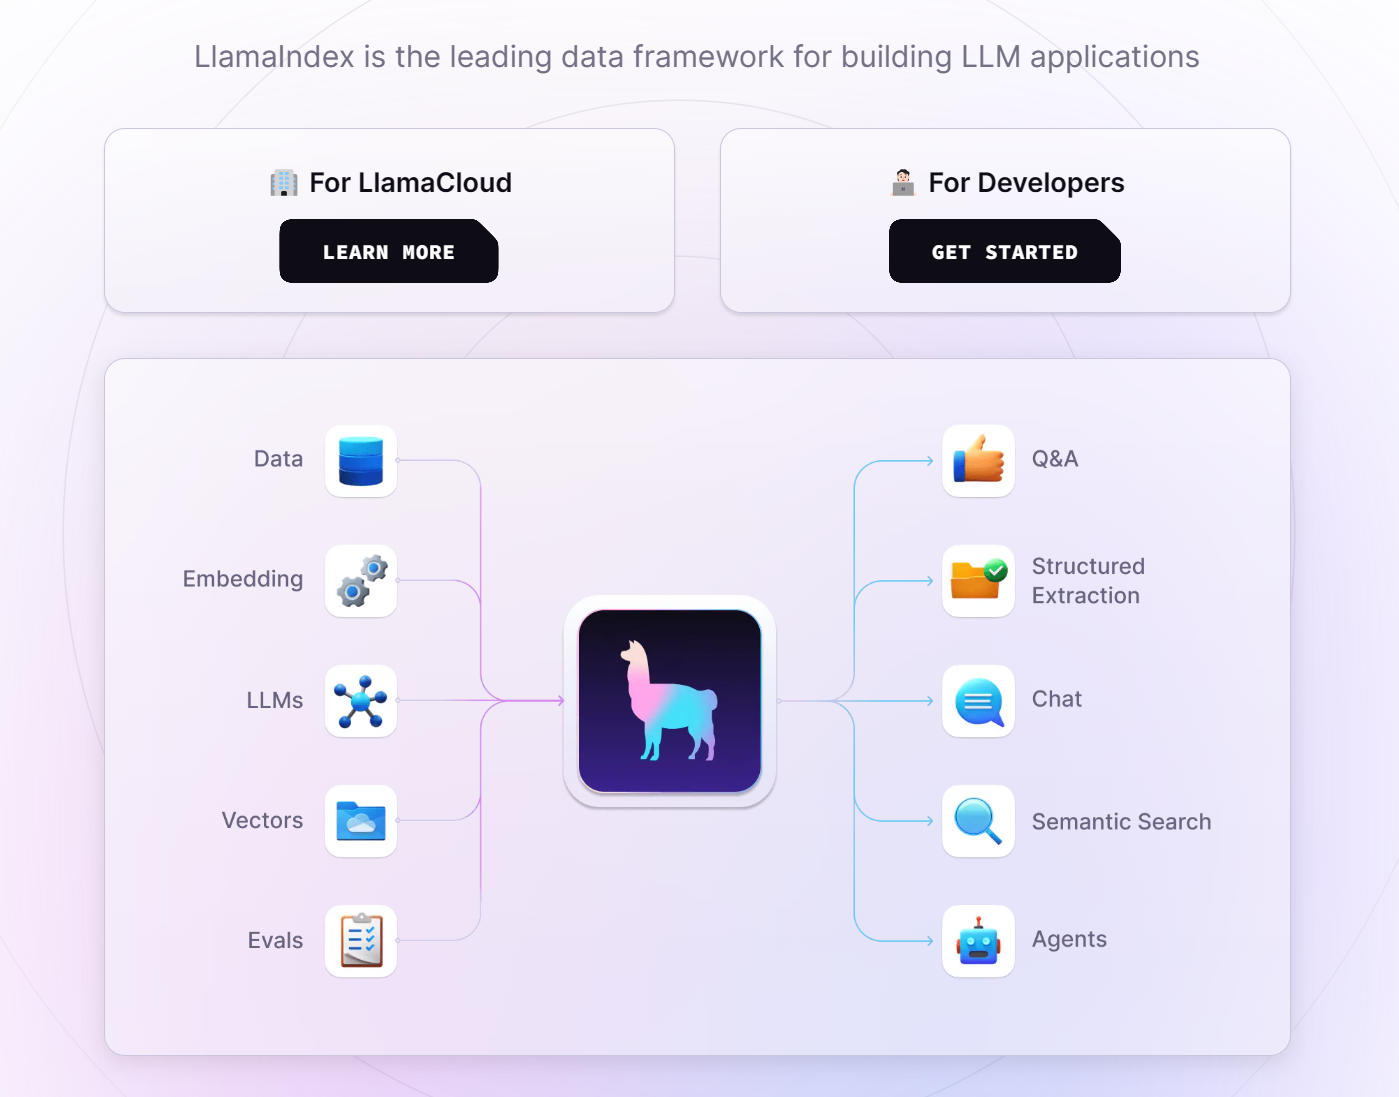 LlamaIndex is the leading data framework for building LLM applications
For LlamaCloud
LEARN MORE
For Developers
GET STARTED
Data
Embedding
LLMs
Vectors
Evals
Q&A
Structured
Extraction
Chat
Semantic Search
Agents